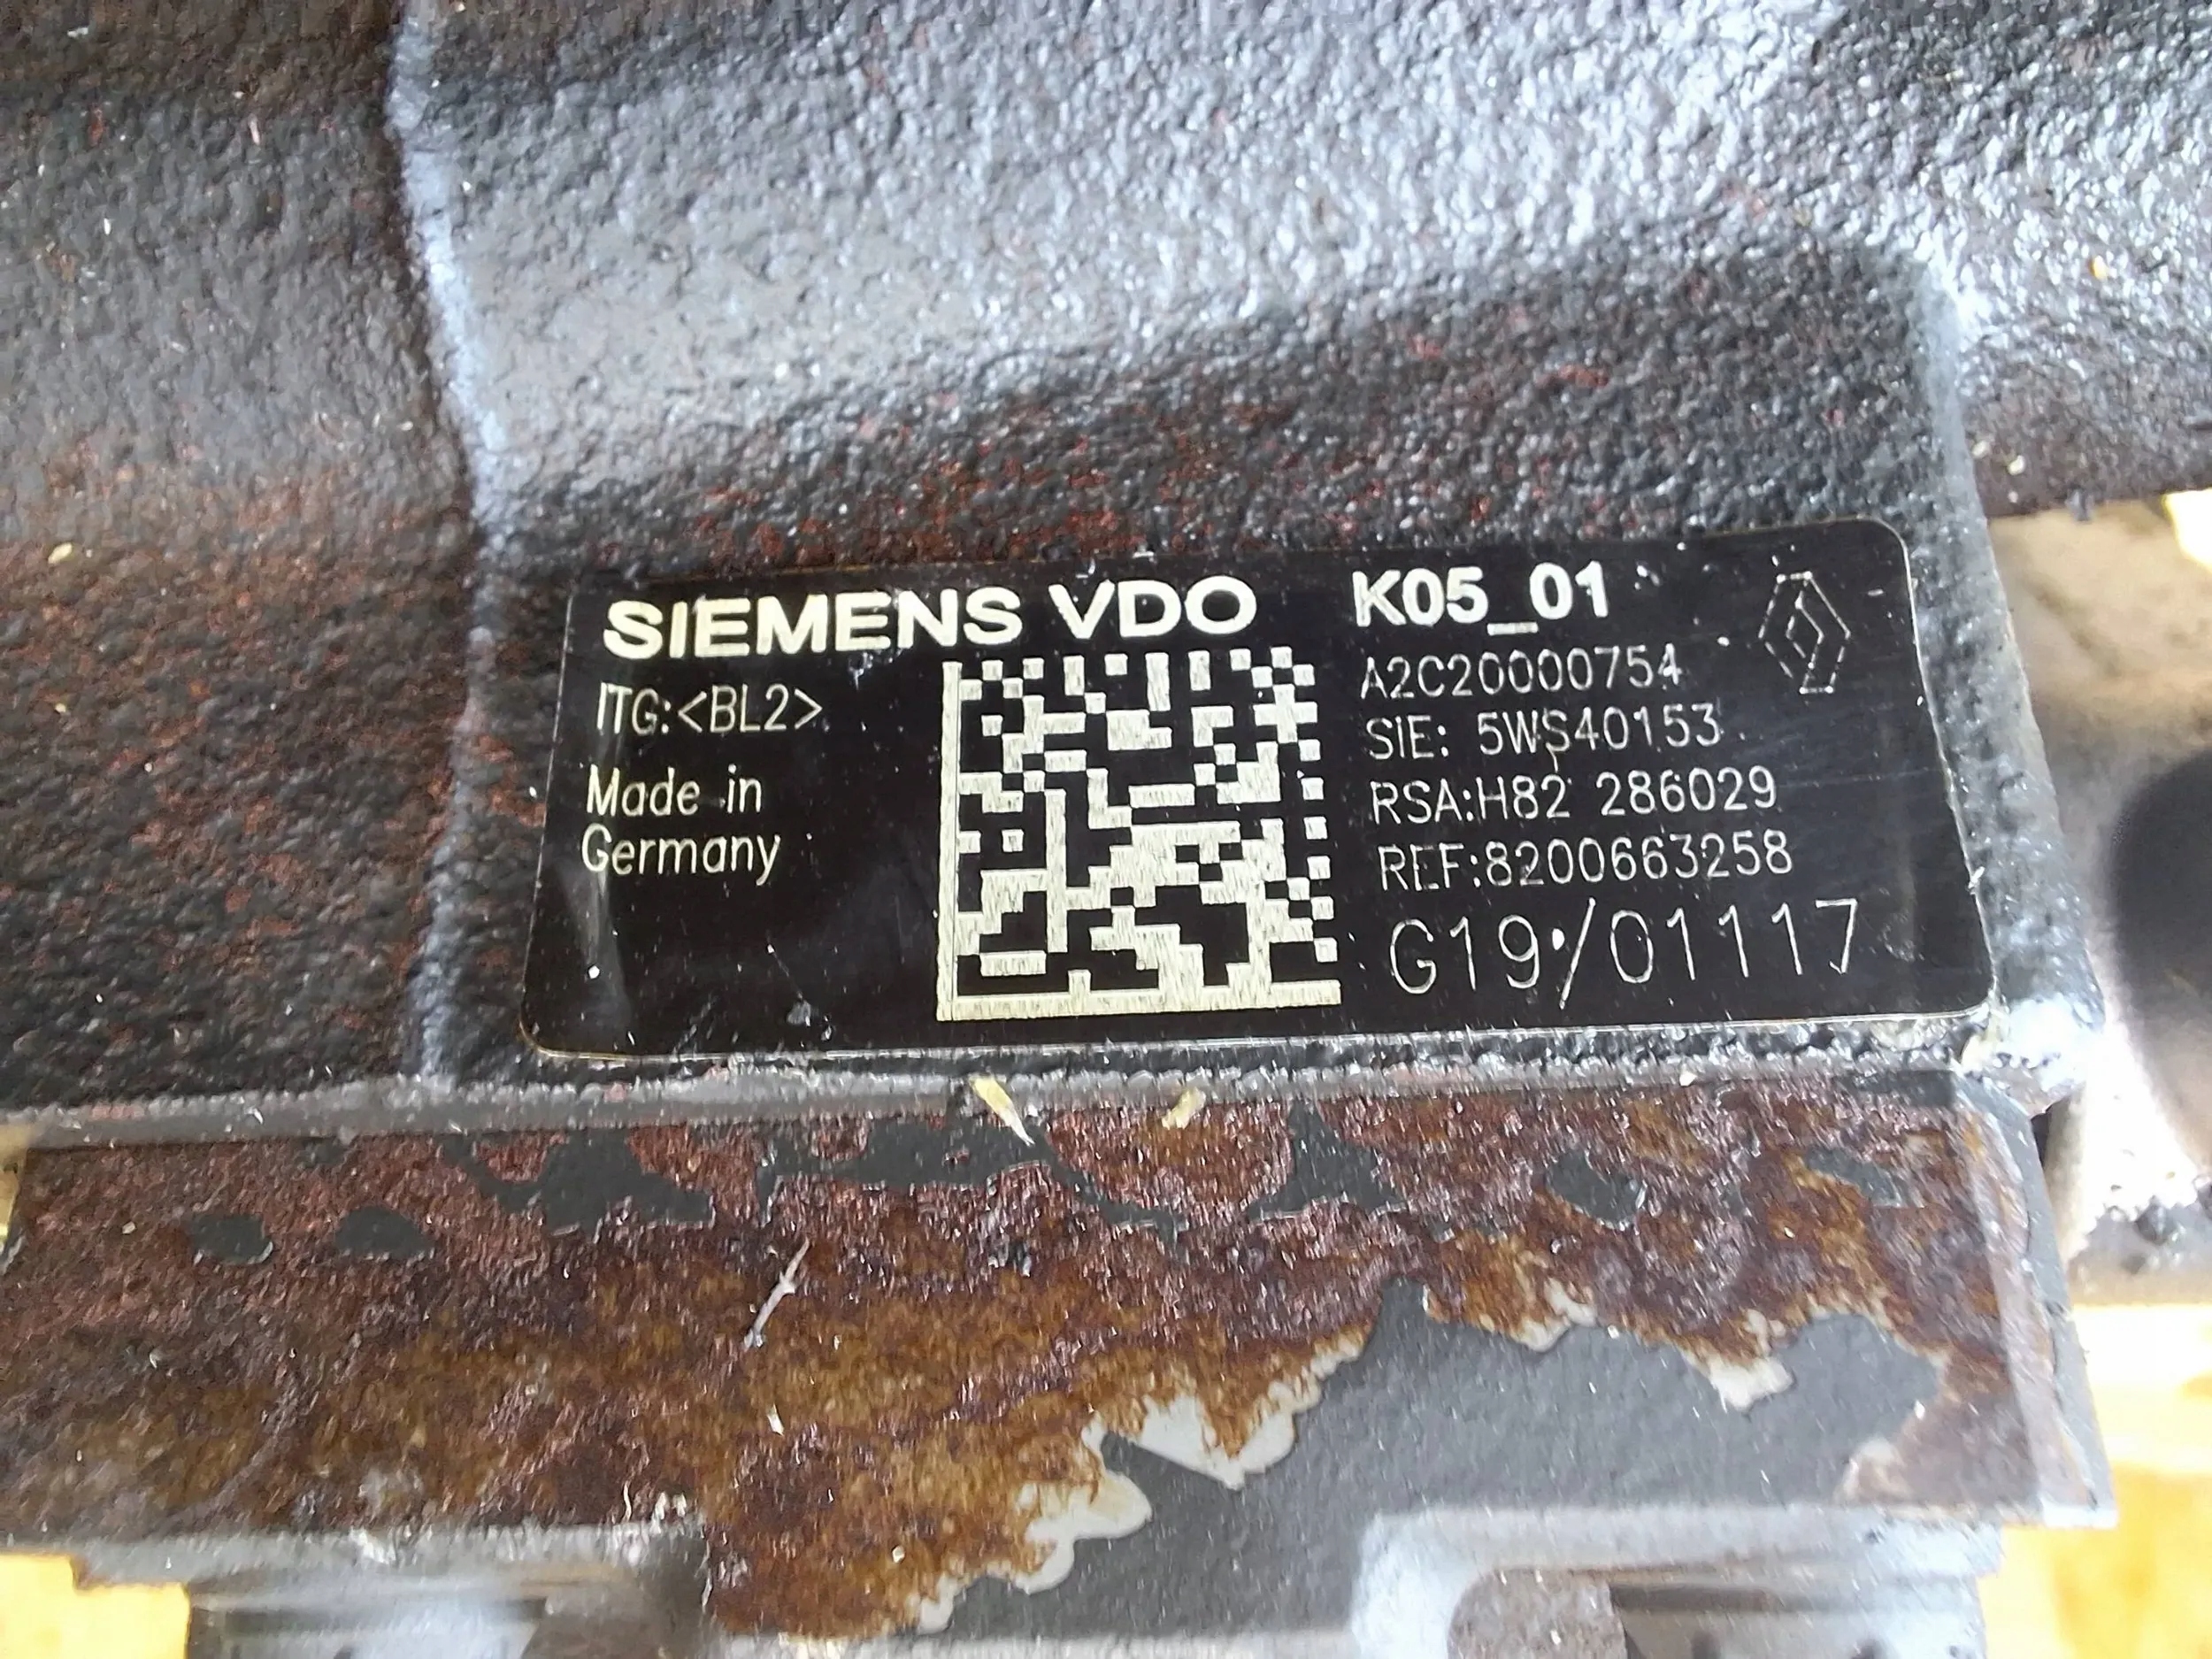 SIEMENS VDO
ITG:<BL2>
Made in
Germany
K05_01
A2C20000754
SIE: 5WS40153
RSA:H82 286029
REF:8200663258
G19/01117